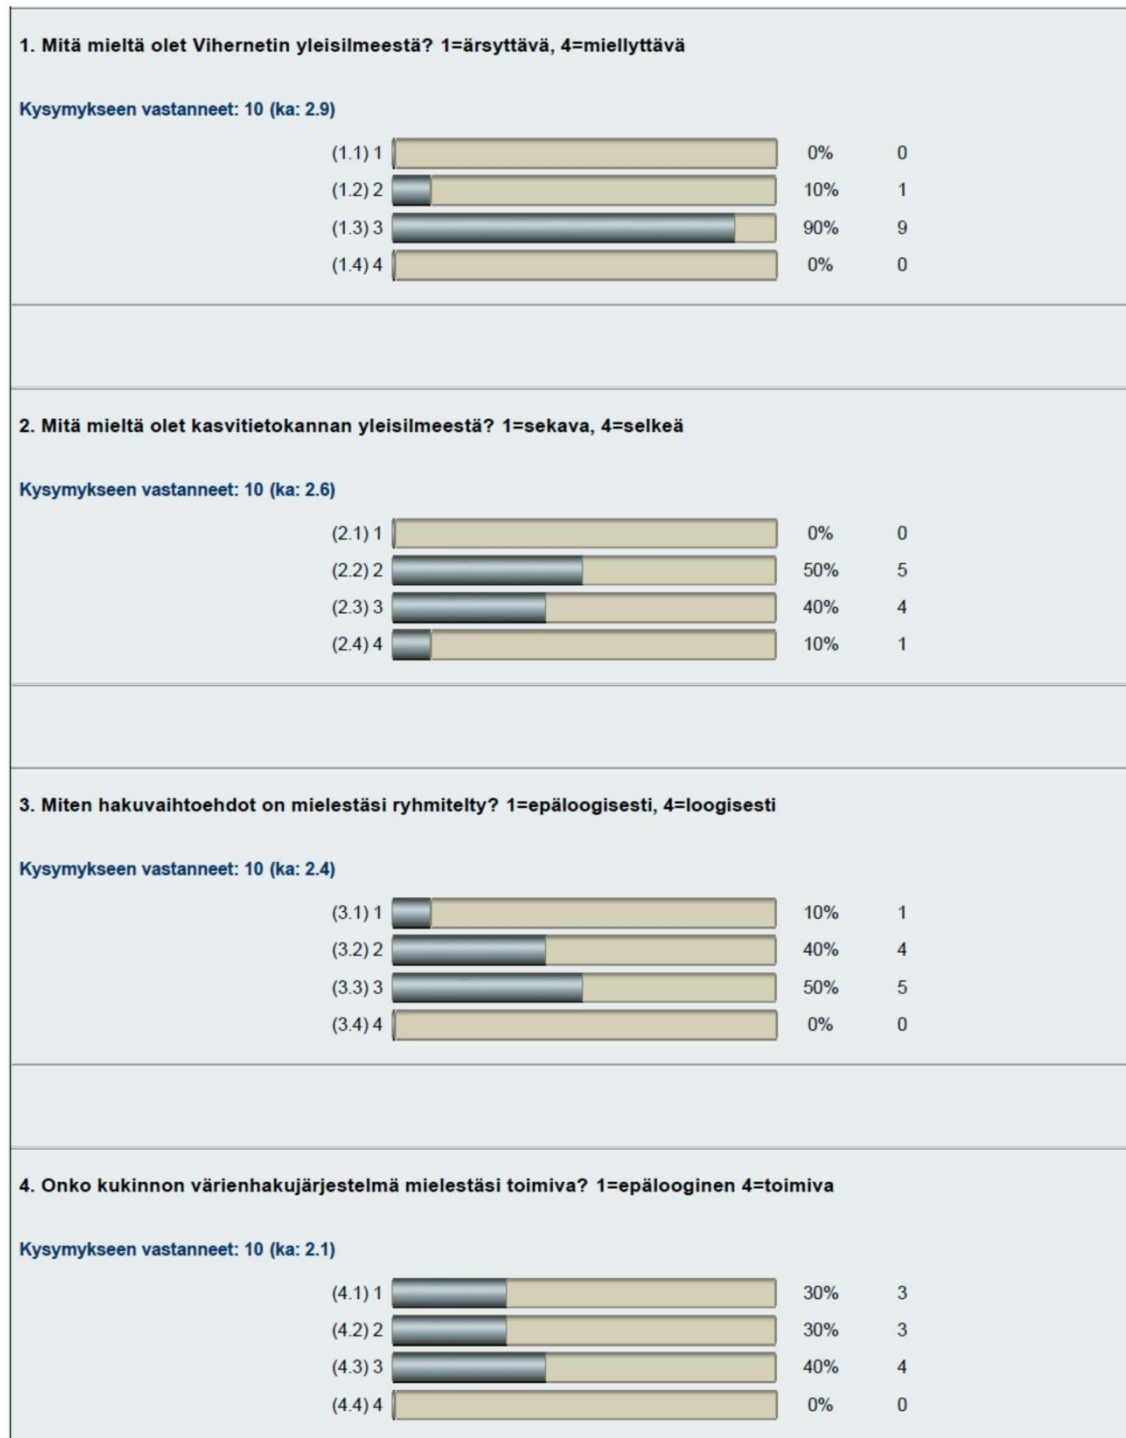 1. Mitä mieltä olet Vihernetin yleisilmeestä? 1=ärsyttävä, 4=miellyttävä
Kysymykseen vastanneet: 10 (ka: 2.9)
(1.1) 1 0% 0
(1.2) 2 10% 1
(1.3) 3 90% 9
(1.4) 4 0% 0
2. Mitä mieltä olet kasvitietokannan yleisilmeestä? 1=sekava, 4=selkeä
Kysymykseen vastanneet: 10 (ka: 2.6)
(2.1) 1 0% 0
(2.2) 2 50% 5
(2.3) 3 40% 4
(2.4) 4 10% 1
3. Miten hakuvaihtoehdot on mielestäsi ryhmitelty? 1=epäloogisesti, 4=loogisesti
Kysymykseen vastanneet: 10 (ka: 2.4)
(3.1) 1 10% 1
(3.2) 2 40% 4
(3.3) 3 50% 5
(3.4) 4 0% 0
4. Onko kukinnon värienhakujärjestelmä mielestäsi toimiva? 1=epälooginen 4=toimiva
Kysymykseen vastanneet: 10 (ka: 2.1)
(4.1) 1 30% 3
(4.2) 2 30% 3
(4.3) 3 40% 4
(4.4) 4 0% 0